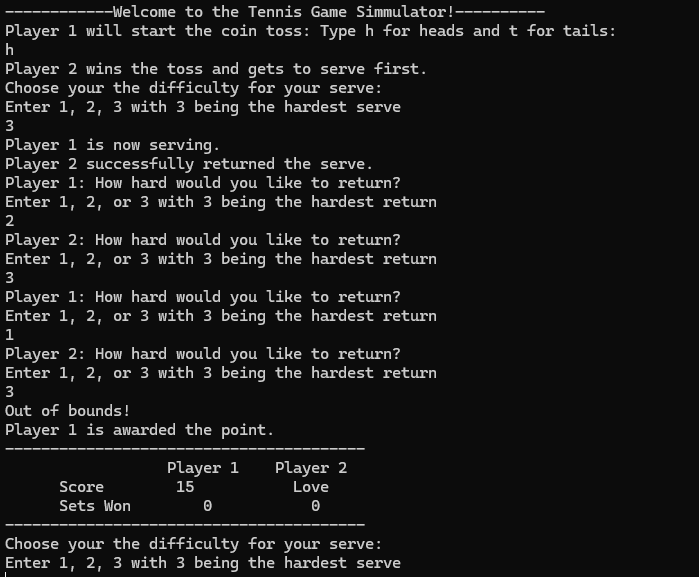 ------------Welcome to the Tennis Game Simmulator!----------
Player 1 will start the coin toss: Type h for heads and t for tails:
h
Player 2 wins the toss and gets to serve first.
Choose your the difficulty for your serve:
Enter 1, 2, 3 with 3 being the hardest serve
3
Player 1 is now serving.
Player 2 successfully returned the serve.
Player 1: How hard would you like to return?
Enter 1, 2, or 3 with 3 being the hardest return
2
Player 2: How hard would you like to return?
Enter 1, 2, or 3 with 3 being the hardest return
3
Player 1: How hard would you like to return?
Enter 1, 2, or 3 with 3 being the hardest return
1
Player 2: How hard would you like to return?
Enter 1, 2, or 3 with 3 being the hardest return
3
Out of bounds!
Player 1 is awarded the point.
----------------------------------------
                  Player 1    Player 2
      Score        15           Love
      Sets Won        0           0
----------------------------------------
Choose your the difficulty for your serve:
Enter 1, 2, 3 with 3 being the hardest serve